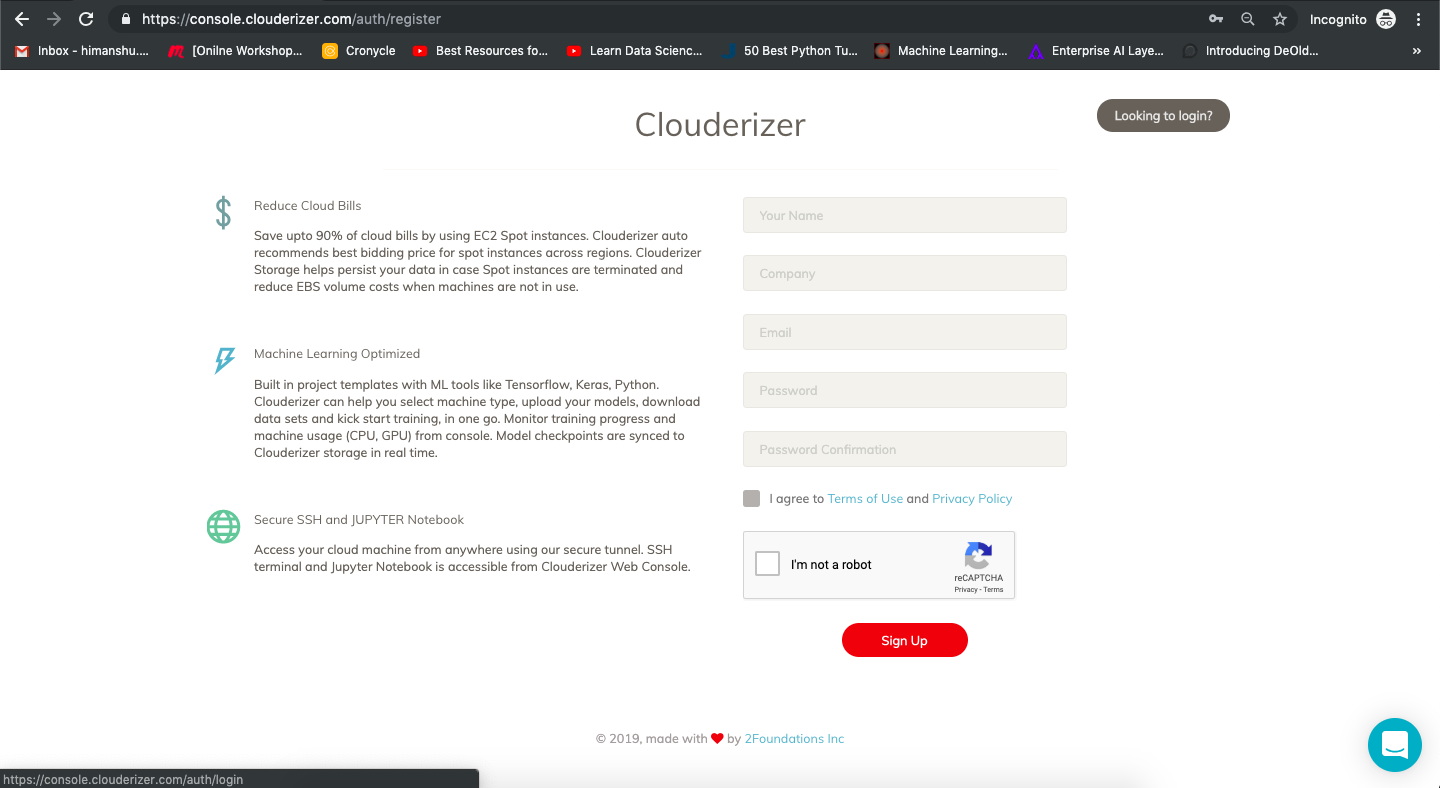 https://console.clouderizer.com/auth/register
Incognito
Inbox - himanshu....
[Onilne Workshop...
Cronycle
Best Resources fo...
Learn Data Scienc...
50 Best Python Tu...
Machine Learning...
Enterprise AI Laye...
Introducing DeOld...
»
Clouderizer
Looking to login?
Reduce Cloud Bills
Save upto 90% of cloud bills by using EC2 Spot instances. Clouderizer auto
recommends best bidding price for spot instances across regions. Clouderizer
Storage helps persist your data in case Spot instances are terminated and
reduce EBS volume costs when machines are not in use.
Machine Learning Optimized
Built in project templates with ML tools like Tensorflow, Keras, Python.
Clouderizer can help you select machine type, upload your models, download
data sets and kick start training, in one go. Monitor training progress and
machine usage (CPU, GPU) from console. Model checkpoints are synced to
Clouderizer storage in real time.
Secure SSH and JUPYTER Notebook
Access your cloud machine from anywhere using our secure tunnel. SSH
terminal and Jupyter Notebook is accessible from Clouderizer Web Console.
Your Name
Company
Email
Password
Password Confirmation
I agree to Terms of Use and Privacy Policy
I'm not a robot
reCAPTCHA
Privacy - Terms
Sign Up
© 2019, made with ♥ by 2Foundations Inc
https://console.clouderizer.com/auth/login